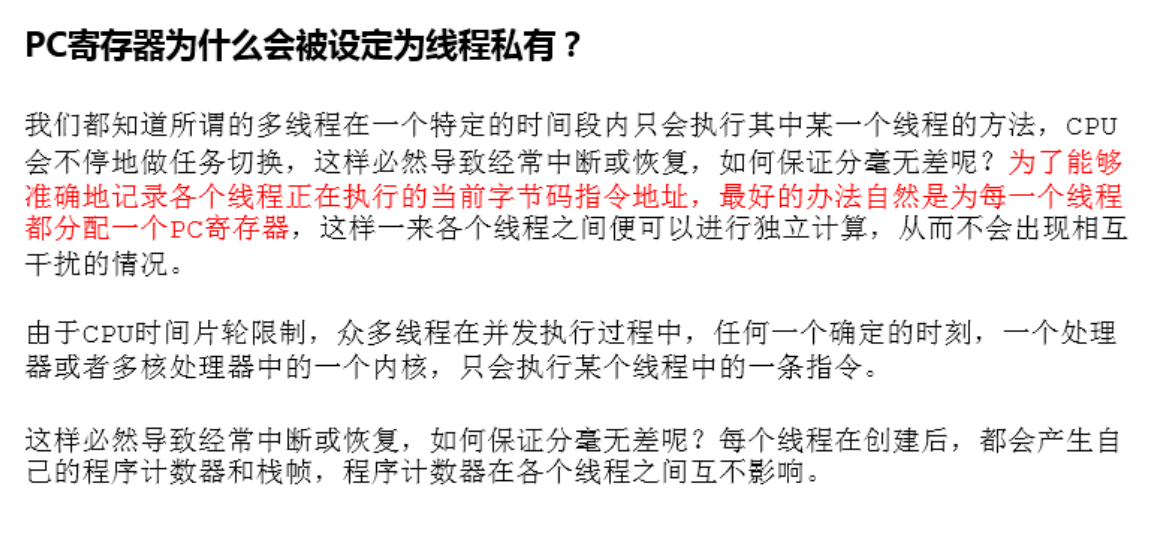 PC寄存器为什么会被设定为线程私有？
我们都知道所谓的多线程在一个特定的时间段内只会执行其中某一个线程的方法，CPU
会不停地做任务切换，这样必然导致经常中断或恢复，如何保证分毫无差呢？为了能够
准确地记录各个线程正在执行的当前字节码指令地址，最好的办法自然是为每一个线程
都分配一个PC寄存器，这样一来各个线程之间便可以进行独立计算，从而不会出现相互
干扰的情况。
由于CPU时间片轮限制，众多线程在并发执行过程中，任何一个确定的时刻，一个处理
器或者多核处理器中的一个内核，只会执行某个线程中的一条指令。
这样必然导致经常中断或恢复，如何保证分毫无差呢？每个线程在创建后，都会产生自
己的程序计数器和栈帧，程序计数器在各个线程之间互不影响。